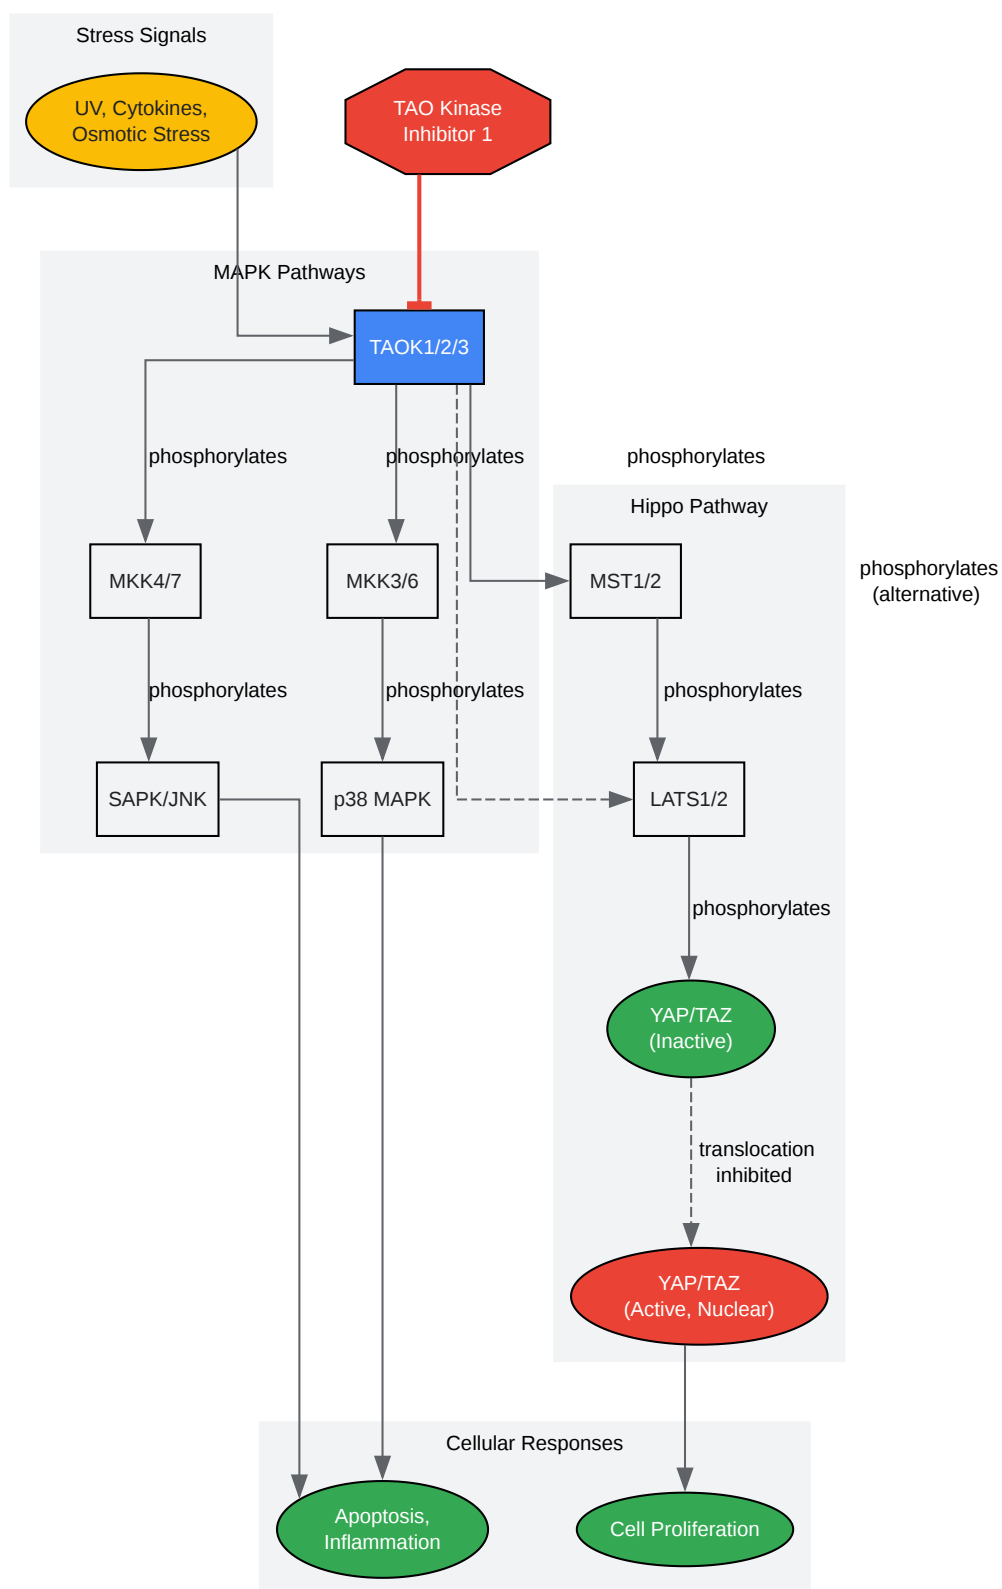 Stress Signals
UV, Cytokines,
Osmotic Stress
TAO Kinase
Inhibitor 1
MAPK Pathways
TAOK1/2/3
phosphorylates
phosphorylates
phosphorylates
Hippo Pathway
MKK4/7
MKK3/6
MST1/2
phosphorylates
(alternative)
phosphorylates
phosphorylates
phosphorylates
SAPK/JNK
p38 MAPK
LATS1/2
phosphorylates
YAP/TAZ
(Inactive)
translocation
inhibited
YAP/TAZ
(Active, Nuclear)
Cellular Responses
Apoptosis,
Inflammation
Cell Proliferation